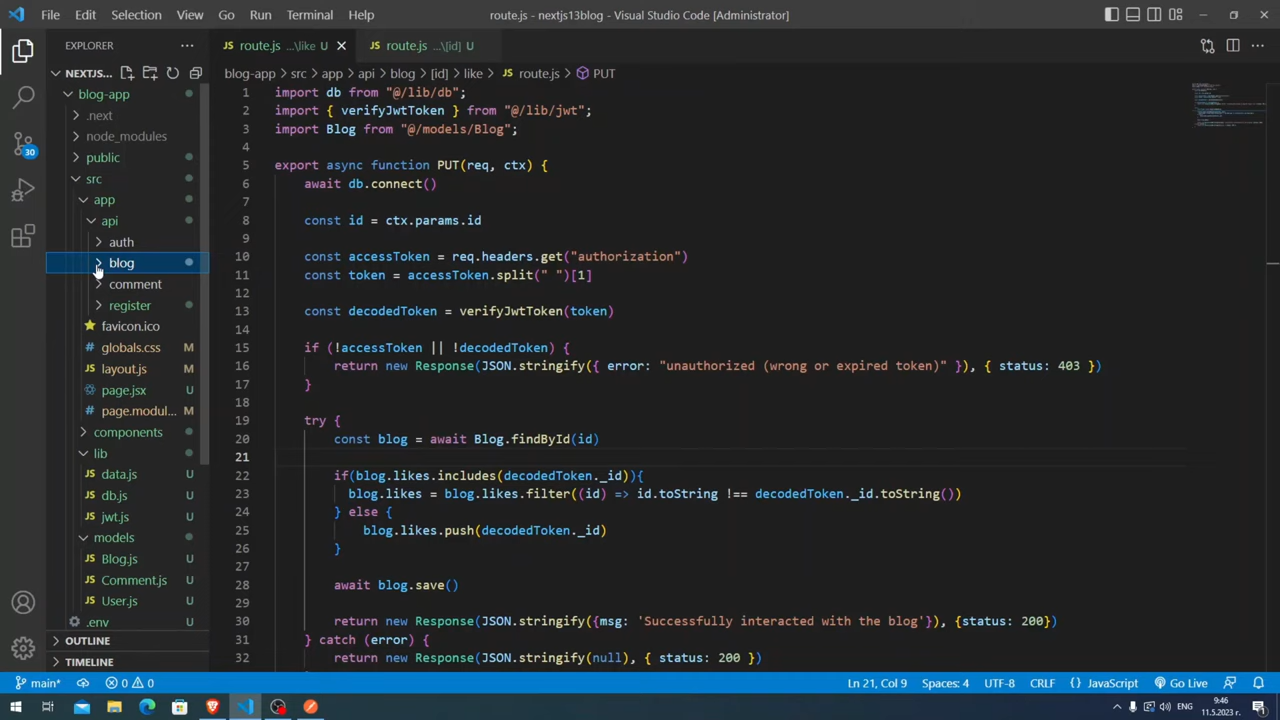 File Edit Selection View Go Run Terminal Help
route.js - nextjs13blog - Visual Studio Code [Administrator]
EXPLORER
route.js ...\like U
route.js ...\[id] U
NEXTJS...
blog-app > src > app > api > blog > [id] > like > route.js > PUT
blog-app
.next
node_modules
public
src
app
api
auth
blog
comment
register
favicon.ico
globals.css M
layout.js M
page.jsx U
page.modul... M
components
lib
data.js U
db.js U
jwt.js U
models
Blog.js U
Comment.js U
User.js U
.env U
OUTLINE
TIMELINE
30
1 import db from "@/lib/db";
2 import { verifyJwtToken } from "@/lib/jwt";
3 import Blog from "@/models/Blog";
4
5 export async function PUT(req, ctx) {
6 await db.connect()
7
8 const id = ctx.params.id
9
10 const accessToken = req.headers.get("authorization")
11 const token = accessToken.split(" ")[1]
12
13 const decodedToken = verifyJwtToken(token)
14
15 if (!accessToken || !decodedToken) {
16 return new Response(JSON.stringify({ error: "unauthorized (wrong or expired token)" }), { status: 403 })
17 }
18
19 try {
20 const blog = await Blog.findById(id)
21
22 if(blog.likes.includes(decodedToken._id)){
23 blog.likes = blog.likes.filter((id) => id.toString !== decodedToken._id.toString())
24 } else {
25 blog.likes.push(decodedToken._id)
26 }
27
28 await blog.save()
29
30 return new Response(JSON.stringify({msg: 'Successfully interacted with the blog'}), {status: 200})
31 } catch (error) {
32 return new Response(JSON.stringify(null), { status: 200 })
main* 0 0 Ln 21, Col 9 Spaces: 4 UTF-8 CRLF {} JavaScript Go Live
ENG 9:46
11.5.2023 г.